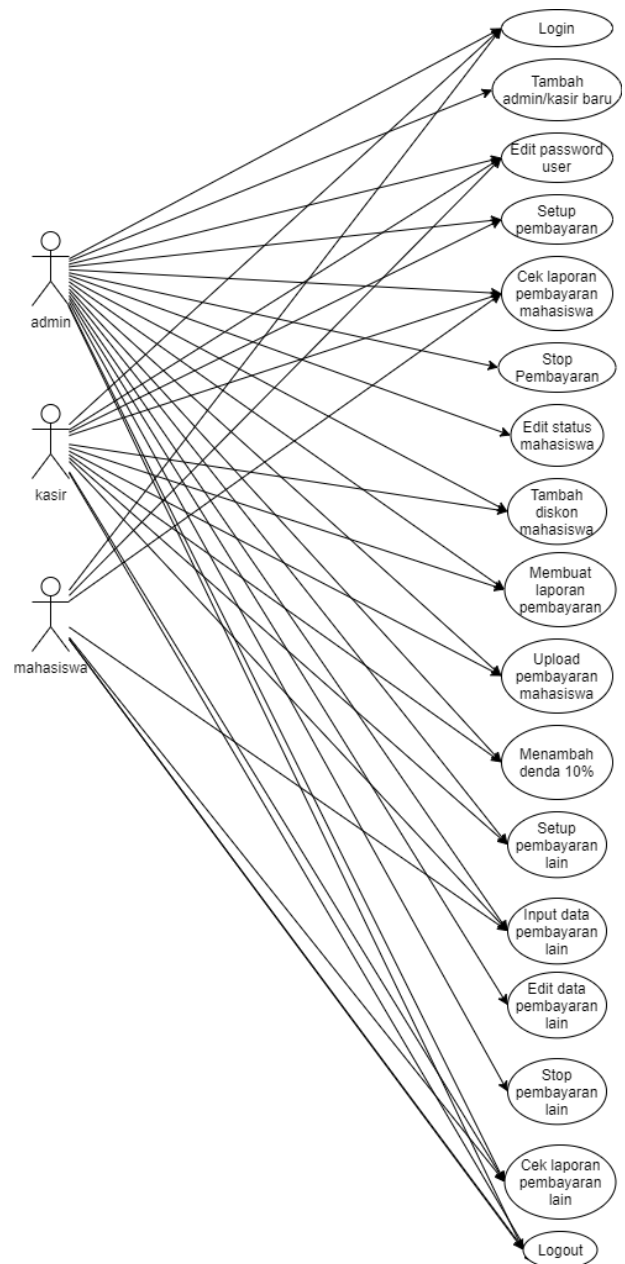 Login
Tambah
admin/kasir baru
Edit password
user
Setup
pembayaran
admin
Cek laporan
pembayaran
mahasiswa
Stop
Pembayaran
Edit status
mahasiswa
kasir
Tambah
diskon
mahasiswa
Membuat
laporan
pembayaran
mahasiswa
Upload
pembayaran
mahasiswa
Menambah
denda 10%
Setup
pembayaran
lain
Input data
pembayaran
lain
Edit data
pembayaran
lain
Stop
pembayaran
lain
Cek laporan
pembayaran
lain
Logout